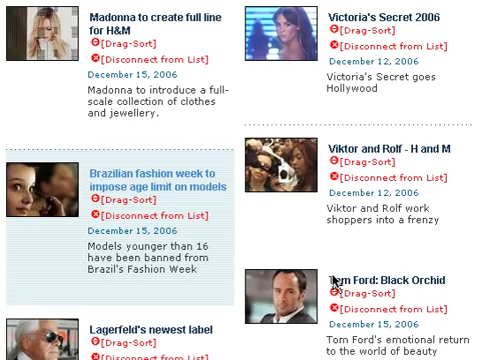 Madonna to create full line
for H&M
[Drag-Sort]
[Disconnect from List]
December 15, 2006
Madonna to introduce a full-
scale collection of clothes
and jewellery.
Brazilian fashion week to
impose age limit on models
[Drag-Sort]
[Disconnect from List]
December 15, 2006
Models younger than 16
have been banned from
Brazil's Fashion Week
Lagerfeld's newest label
Victoria's Secret 2006
[Drag-Sort]
[Disconnect from List]
December 12, 2006
Victoria's Secret goes
Hollywood
Viktor and Rolf - H and M
[Drag-Sort]
[Disconnect from List]
December 12, 2006
Viktor and Rolf work
shoppers into a frenzy
Tom Ford: Black Orchid
[Drag-Sort]
[Disconnect from List]
December 15, 2006
Tom Ford's emotional return
to the world of beauty